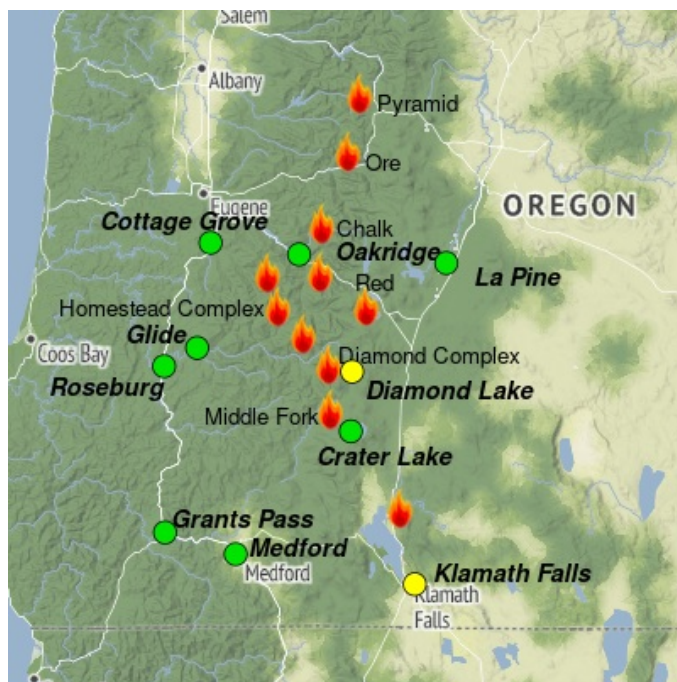 Salem
Albany
Pyramid
Ore
Eugene
OREGON
Cottage Grove
Chalk
Oakridge
La Pine
Red
Homestead Complex
Glide
Coos Bay
Diamond Complex
Roseburg
Diamond Lake
Middle Fork
Crater Lake
Grants Pass
Medford
Medford
Klamath Falls
Klamath
Falls